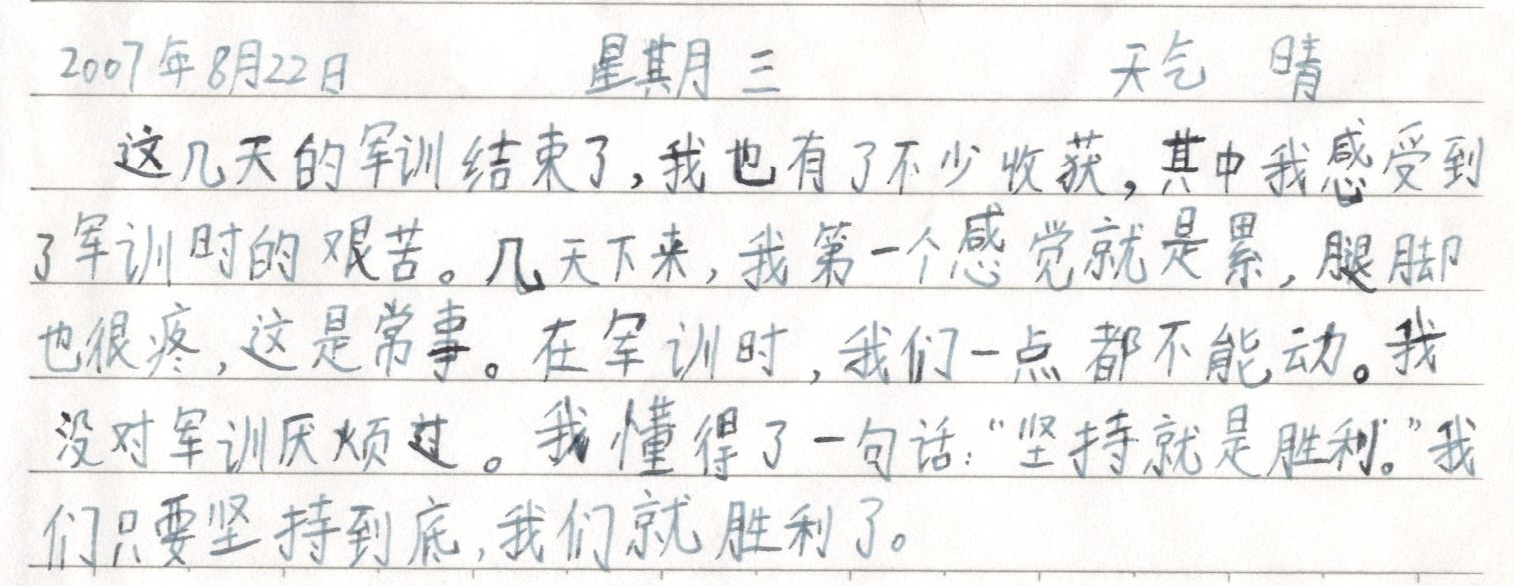 2007年8月22日 星期三 天气 晴
这几天的军训结束了,我也有了不少收获,其中我感受到
了军训时的艰苦。几天下来,我第一个感觉就是累,腿脚
也很疼,这是常事。在军训时,我们一点都不能动。我
没对军训厌烦过。我懂得了一句话:“坚持就是胜利。”我
们只要坚持到底,我们就胜利了。